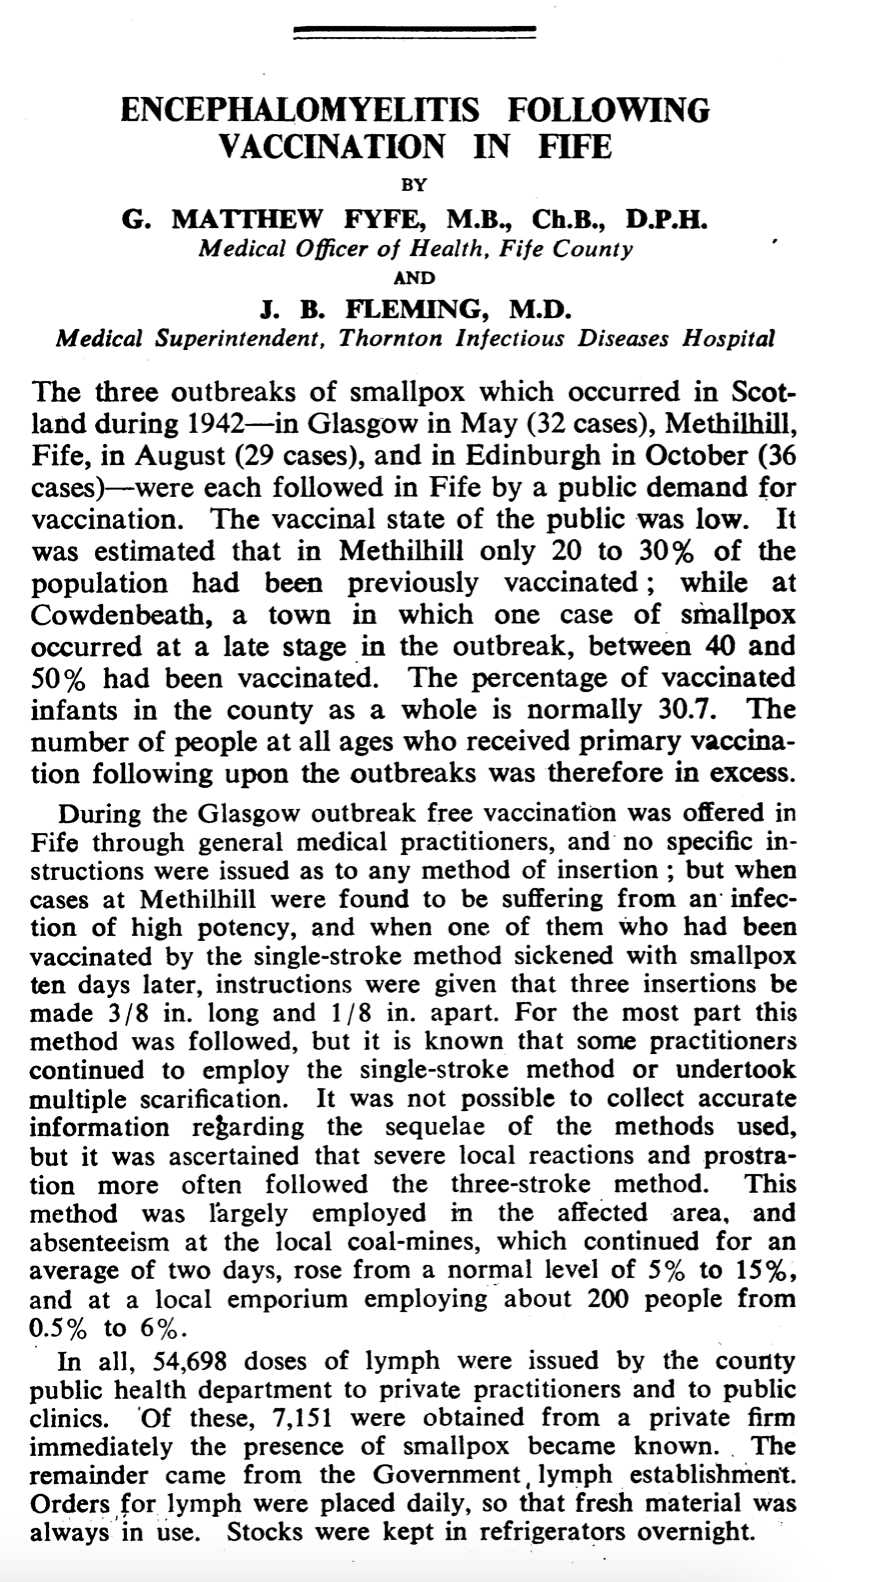 ENCEPHALOMYELITIS FOLLOWING
VACCINATION IN FIFE
BY
G. MATTHEW FYFE, M.B., Ch.B., D.P.H.
Medical Officer of Health, Fife County
AND
J. B. FLEMING, M.D.
Medical Superintendent, Thornton Infectious Diseases Hospital
The three outbreaks of smallpox which occurred in Scot-
land during 1942—in Glasgow in May (32 cases), Methilhill,
Fife, in August (29 cases), and in Edinburgh in October (36
cases)—were each followed in Fife by a public demand for
vaccination. The vaccinal state of the public was low. It
was estimated that in Methilhill only 20 to 30% of the
population had been previously vaccinated; while at
Cowdenbeath, a town in which one case of smallpox
occurred at a late stage in the outbreak, between 40 and
50% had been vaccinated. The percentage of vaccinated
infants in the county as a whole is normally 30.7. The
number of people at all ages who received primary vaccina-
tion following upon the outbreaks was therefore in excess.
During the Glasgow outbreak free vaccination was offered in
Fife through general medical practitioners, and no specific in-
structions were issued as to any method of insertion; but when
cases at Methilhill were found to be suffering from an infec-
tion of high potency, and when one of them who had been
vaccinated by the single-stroke method sickened with smallpox
ten days later, instructions were given that three insertions be
made 3/8 in. long and 1/8 in. apart. For the most part this
method was followed, but it is known that some practitioners
continued to employ the single-stroke method or undertook
multiple scarification. It was not possible to collect accurate
information regarding the sequelae of the methods used,
but it was ascertained that severe local reactions and prostra-
tion more often followed the three-stroke method. This
method was largely employed in the affected area, and
absenteeism at the local coal-mines, which continued for an
average of two days, rose from a normal level of 5% to 15%,
and at a local emporium employing about 200 people from
0.5% to 6%.
In all, 54,698 doses of lymph were issued by the county
public health department to private practitioners and to public
clinics. Of these, 7,151 were obtained from a private firm
immediately the presence of smallpox became known. The
remainder came from the Government lymph establishment.
Orders for lymph were placed daily, so that fresh material was
always in use. Stocks were kept in refrigerators overnight.